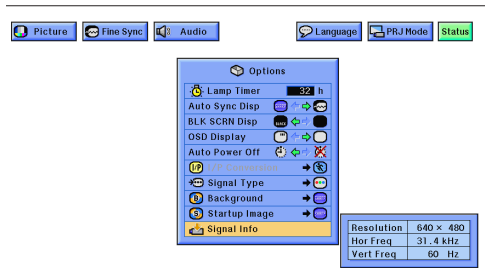 Picture Fine Sync Audio Language PRJ Mode Status
Options
Lamp Timer 32 h
Auto Sync Disp
BLK SCRN Disp
OSD Display
Auto Power Off
I/P
Signal Type
Background
Startup Image
Signal Info
Resolution 640 × 480
Hor Freq 31.4 kHz
Vert Freq 60 Hz